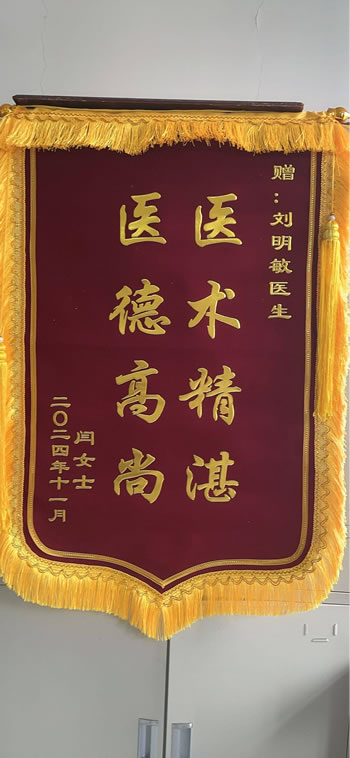 赠：刘明敏医生
医术精湛
医德高尚
闫女士
二〇二四年十一月